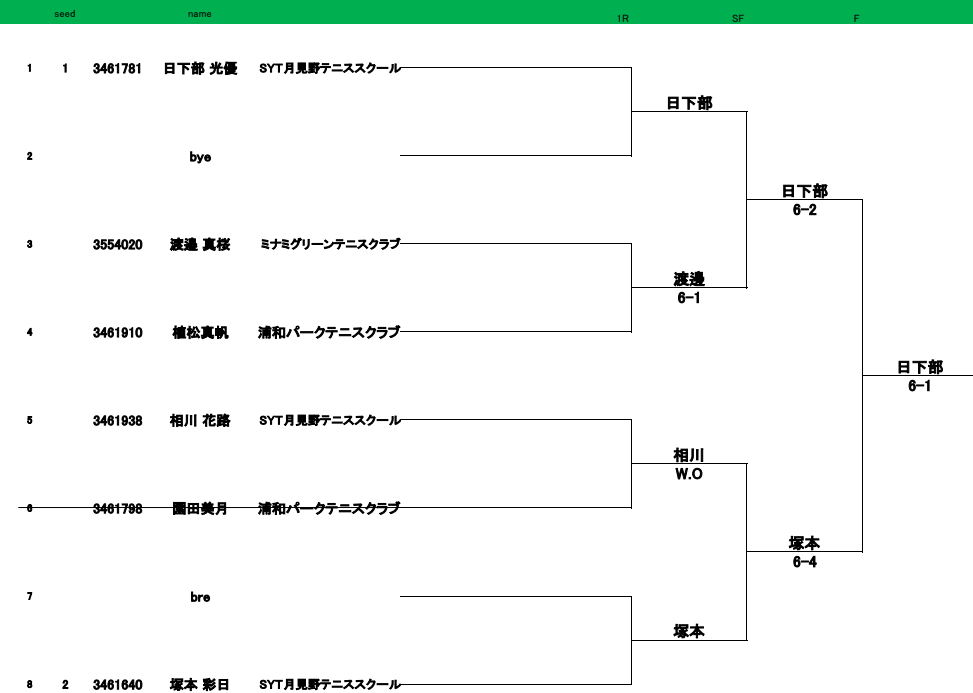 seed name 1R SF F
1 1 3461781 日下部 光優 SYT月見野テニススクール
日下部
2 bye
日下部
6-2
3 3554020 渡邉 真桜 ミナミグリーンテニスクラブ
渡邉
6-1
4 3461910 植松真帆 浦和パークテニスクラブ
日下部
6-1
5 3461938 相川 花路 SYT月見野テニススクール
相川
W.O
6 3461798 園田美月 浦和パークテニスクラブ
塚本
6-4
7 bre
塚本
8 2 3461640 塚本 彩日 SYT月見野テニススクール